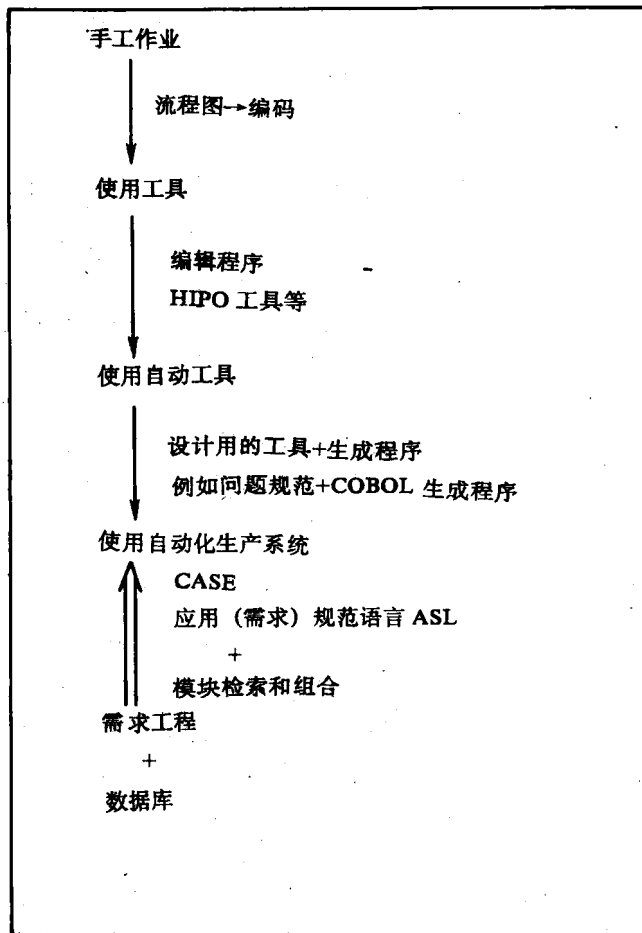 手工作业
流程图→编码
使用工具
编辑程序
HIPO 工具等
使用自动工具
设计用的工具+生成程序
例如问题规范+COBOL 生成程序
使用自动化生产系统
CASE
应用（需求）规范语言 ASL
+
模块检索和组合
需求工程
+
数据库